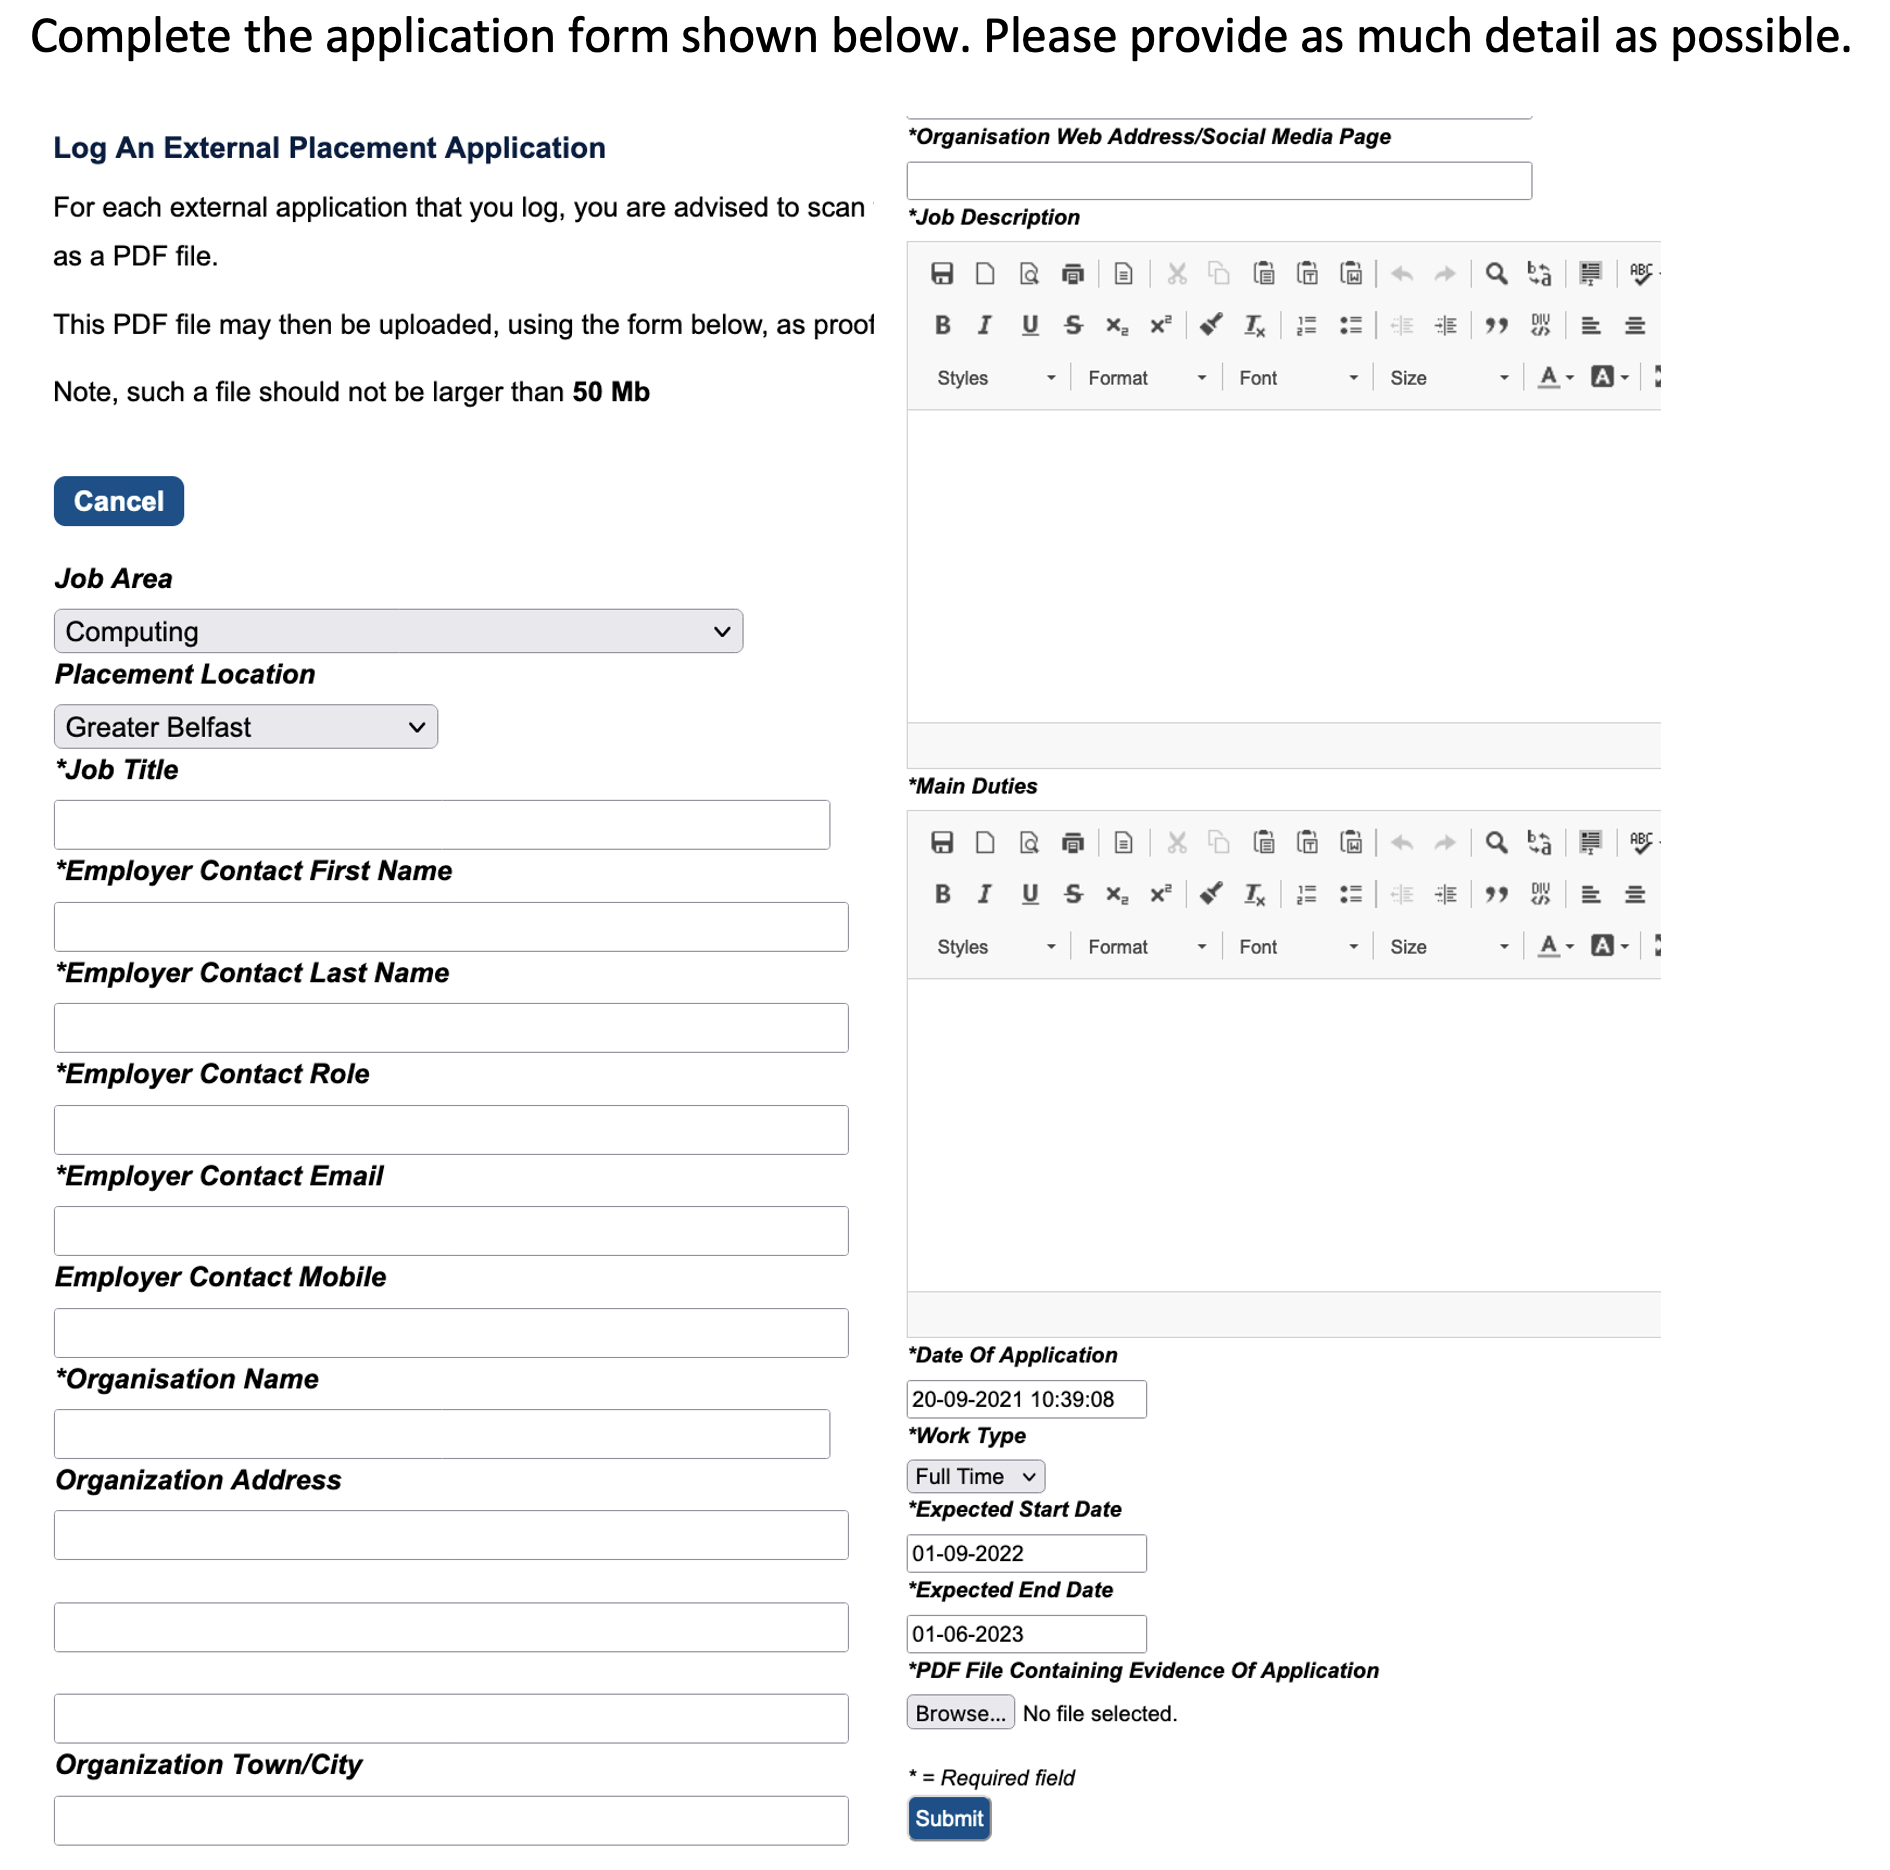 Complete the application form shown below. Please provide as much detail as possible.
Log An External Placement Application
For each external application that you log, you are advised to scan
as a PDF file.
This PDF file may then be uploaded, using the form below, as proof
Note, such a file should not be larger than 50 Mb
Cancel
Job Area
Computing
Placement Location
Greater Belfast
*Job Title
*Employer Contact First Name
*Employer Contact Last Name
*Employer Contact Role
*Employer Contact Email
Employer Contact Mobile
*Organisation Name
Organization Address
Organization Town/City
*Organisation Web Address/Social Media Page
*Job Description
Styles Format Font Size
*Main Duties
Styles Format Font Size
*Date Of Application
20-09-2021 10:39:08
*Work Type
Full Time
*Expected Start Date
01-09-2022
*Expected End Date
01-06-2023
*PDF File Containing Evidence Of Application
Browse... No file selected.
* = Required field
Submit